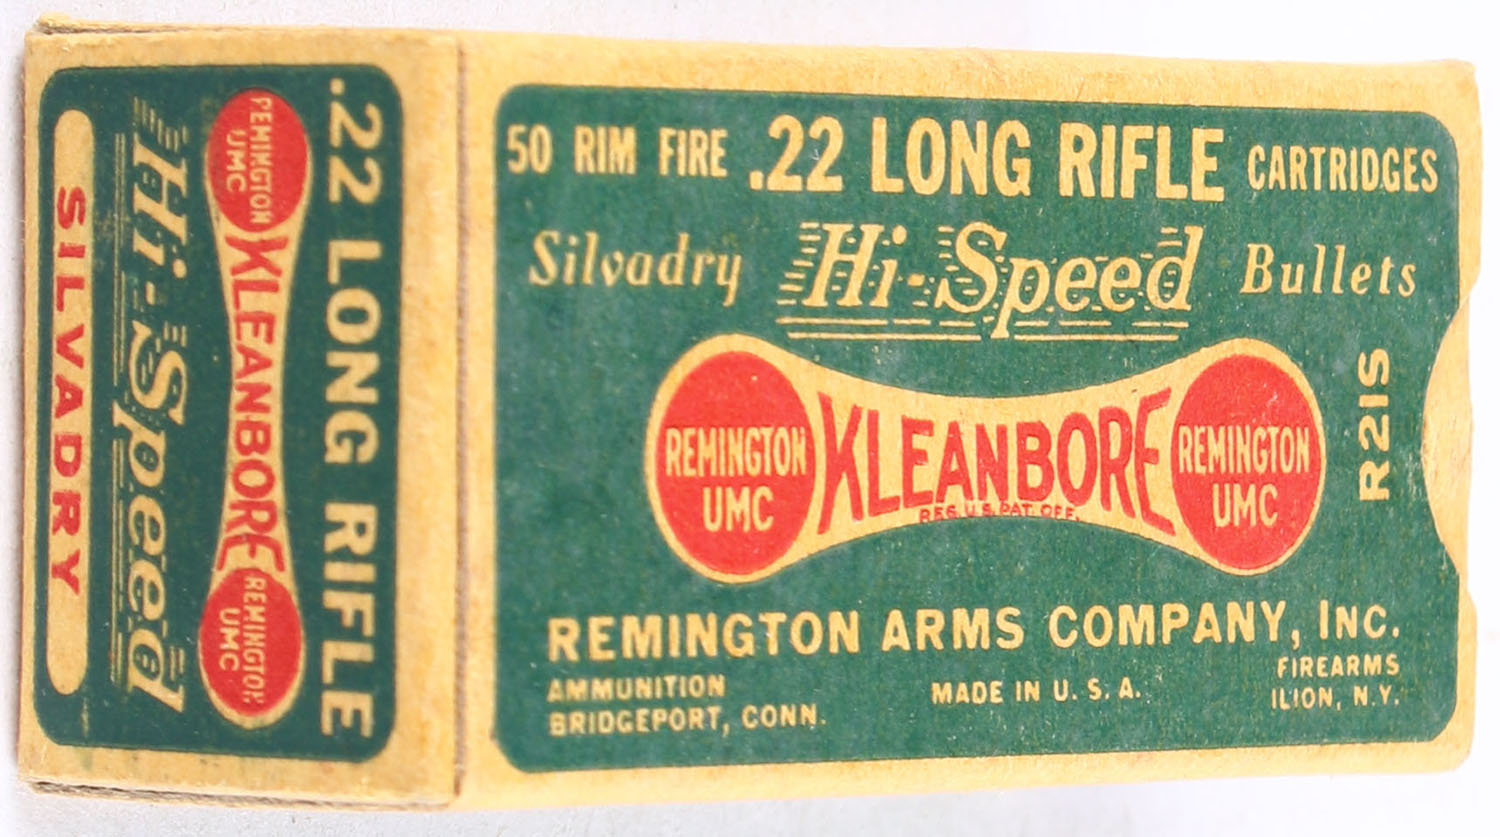 50 RIM FIRE .22 LONG RIFLE CARTRIDGES
Silvadry Hi-Speed Bullets
REMINGTON UMC
KLEANBORE
REG. U.S. PAT. OFF.
REMINGTON UMC
R21S
REMINGTON ARMS COMPANY, INC.
AMMUNITION
BRIDGEPORT, CONN.
MADE IN U. S. A.
FIREARMS
ILION, N.Y.
.22 LONG RIFLE
REMINGTON UMC
KLEANBORE
REMINGTON UMC
Hi-Speed
SILVADRY